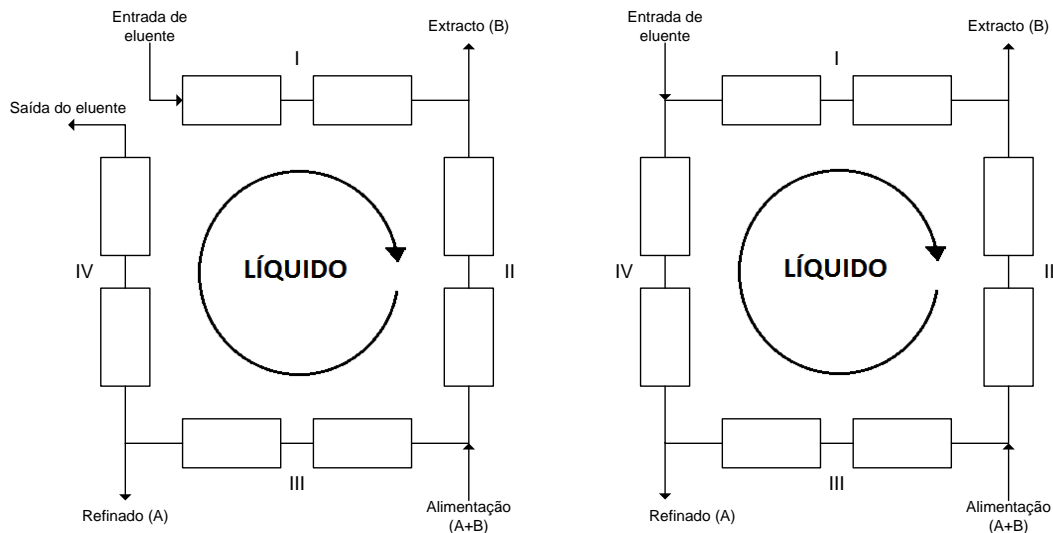 Entrada de
eluente
Extracto (B)
I
Saída do eluente
IV
LÍQUIDO
II
III
Refinado (A)
Alimentação
(A+B)
Entrada de
eluente
Extracto (B)
I
IV
LÍQUIDO
II
III
Refinado (A)
Alimentação
(A+B)